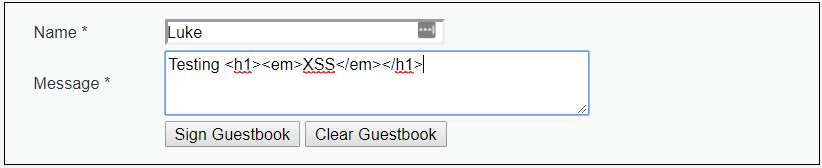 Name * Luke
Message * Testing <h1><em>XSS</em></h1>
Sign Guestbook Clear Guestbook